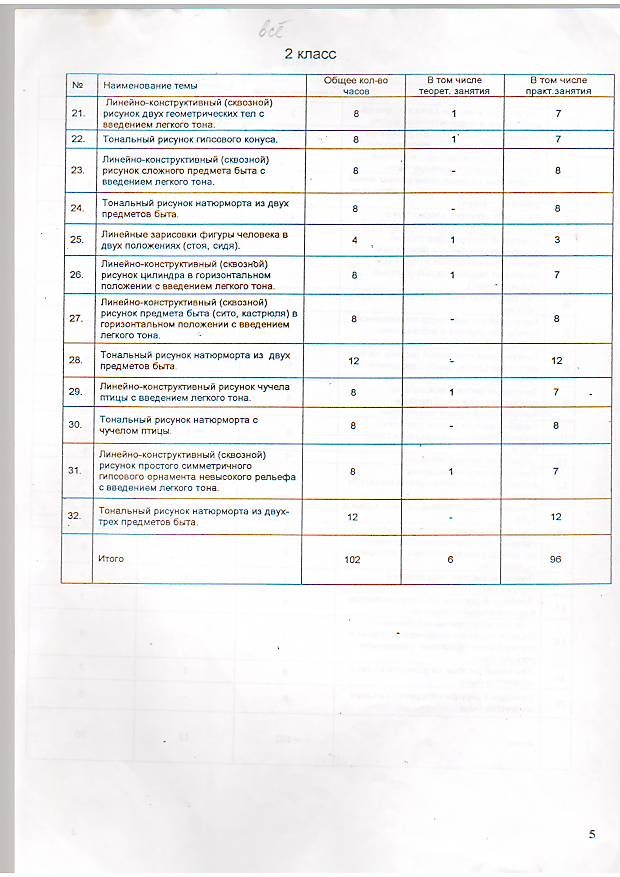 всё
2 класс
№ Наименование темы Общее кол-во часов В том числе теорет. занятия В том числе практ.занятия
21. Линейно-конструктивный (сквозной) рисунок двух геометрических тел с введением легкого тона. 8 1 7
22. Тональный рисунок гипсового конуса. 8 1 7
23. Линейно-конструктивный (сквозной) рисунок сложного предмета быта с введением легкого тона. 8 - 8
24. Тональный рисунок натюрморта из двух предметов быта. 8 - 8
25. Линейные зарисовки фигуры человека в двух положениях (стоя, сидя). 4 1 3
26. Линейно-конструктивный (сквозной) рисунок цилиндра в горизонтальном положении с введением легкого тона. 8 1 7
27. Линейно-конструктивный (сквозной) рисунок предмета быта (сито, кастрюля) в горизонтальном положении с введением легкого тона. 8 - 8
28. Тональный рисунок натюрморта из двух предметов быта. 12 - 12
29. Линейно-конструктивный рисунок чучела птицы с введением легкого тона. 8 1 7
30. Тональный рисунок натюрморта с чучелом птицы. 8 - 8
31. Линейно-конструктивный (сквозной) рисунок простого симметричного гипсового орнамента невысокого рельефа с введением легкого тона. 8 1 7
32. Тональный рисунок натюрморта из двух-трех предметов быта. 12 - 12
Итого 102 6 96
5